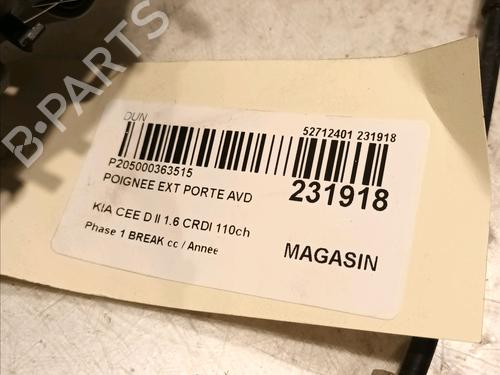 DUN
52712401 231918
P205000363515
POIGNEE EXT PORTE AVD
231918
KIA CEE D II 1.6 CRDI 110ch
Phase 1 BREAK cc / Annee
MAGASIN
B-PARTS